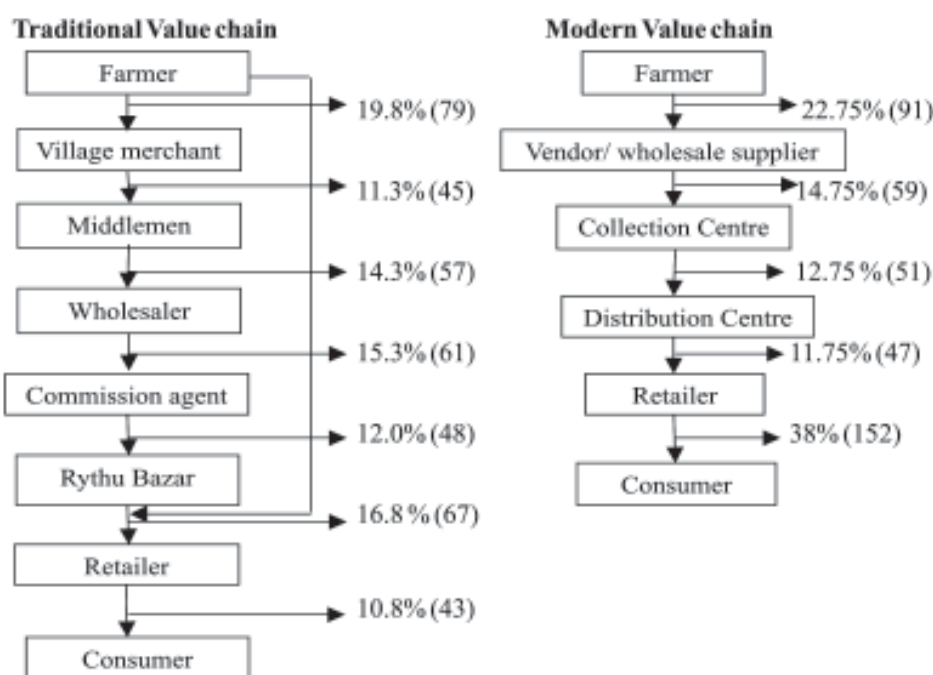 Traditional Value chain
Farmer
19.8% (79)
Village merchant
11.3% (45)
Middlemen
14.3% (57)
Wholesaler
15.3% (61)
Commission agent
12.0% (48)
Rythu Bazar
16.8 % (67)
Retailer
10.8% (43)
Consumer
Modern Value chain
Farmer
22.75% (91)
Vendor/ wholesale supplier
14.75% (59)
Collection Centre
12.75 % (51)
Distribution Centre
11.75% (47)
Retailer
38% (152)
Consumer